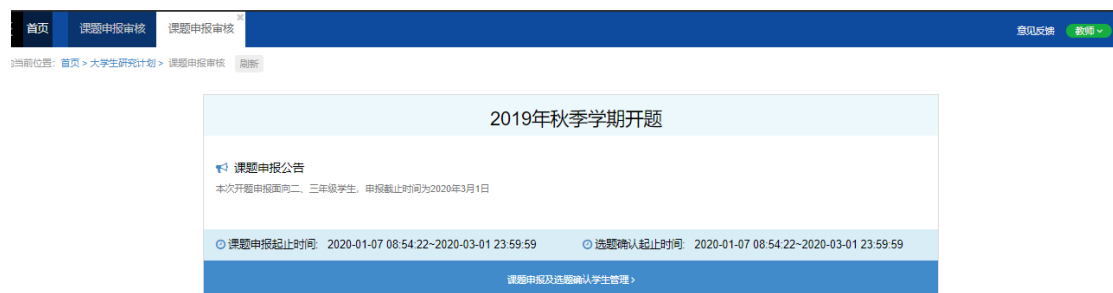 首页 课题申报审核 课题申报审核 意见反馈 教师
当前位置: 首页 > 大学生研究计划 > 课题申报审核 刷新
2019年秋季学期开题
课题申报公告
本次开题申报面向二、三年级学生，申报截止时间为2020年3月1日
课题申报起止时间: 2020-01-07 08:54:22~2020-03-01 23:59:59 选题确认起止时间: 2020-01-07 08:54:22~2020-03-01 23:59:59
课题申报及选题确认学生管理 >